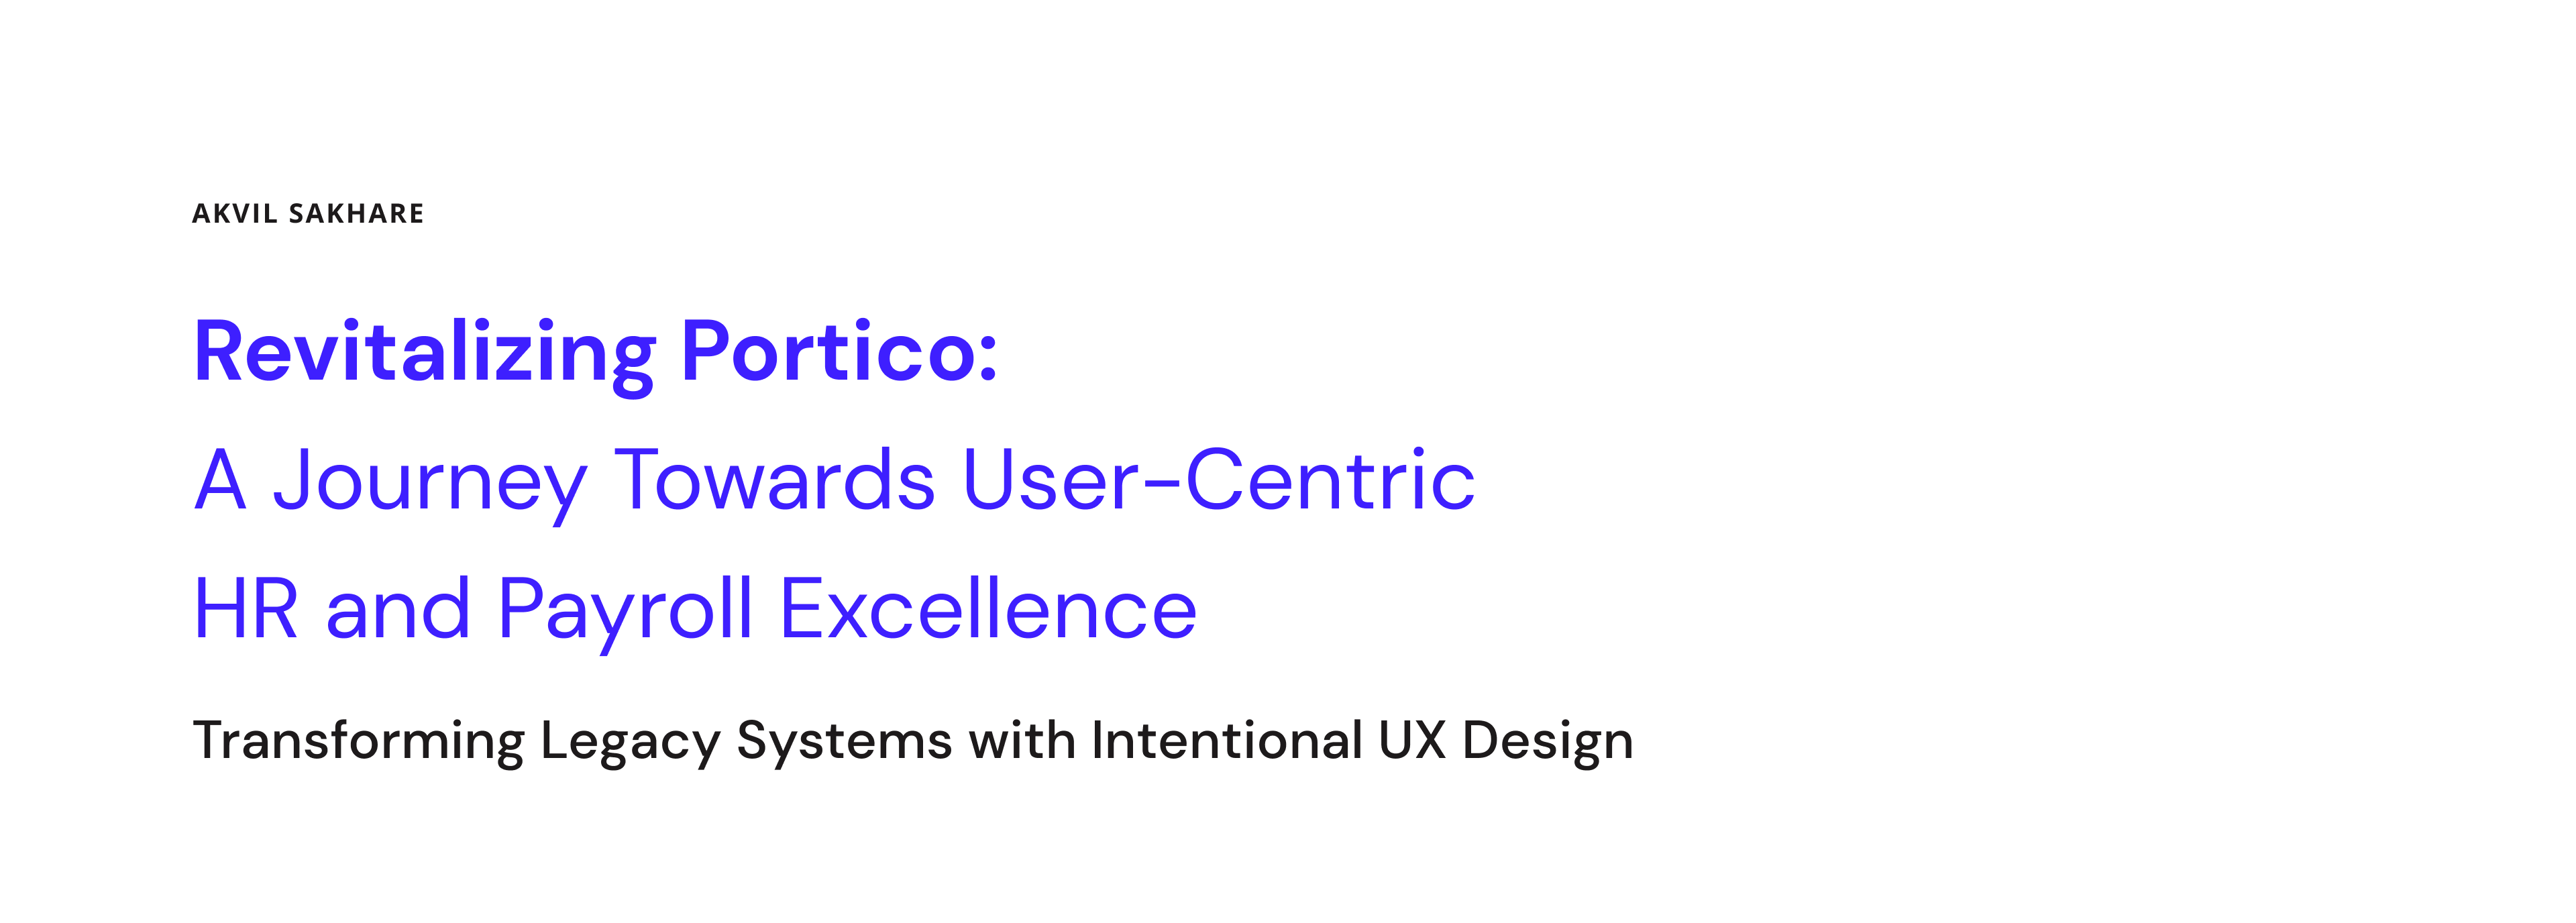 AKVIL SAKHARE
Revitalizing Portico:
A Journey Towards User-Centric
HR and Payroll Excellence
Transforming Legacy Systems with Intentional UX Design